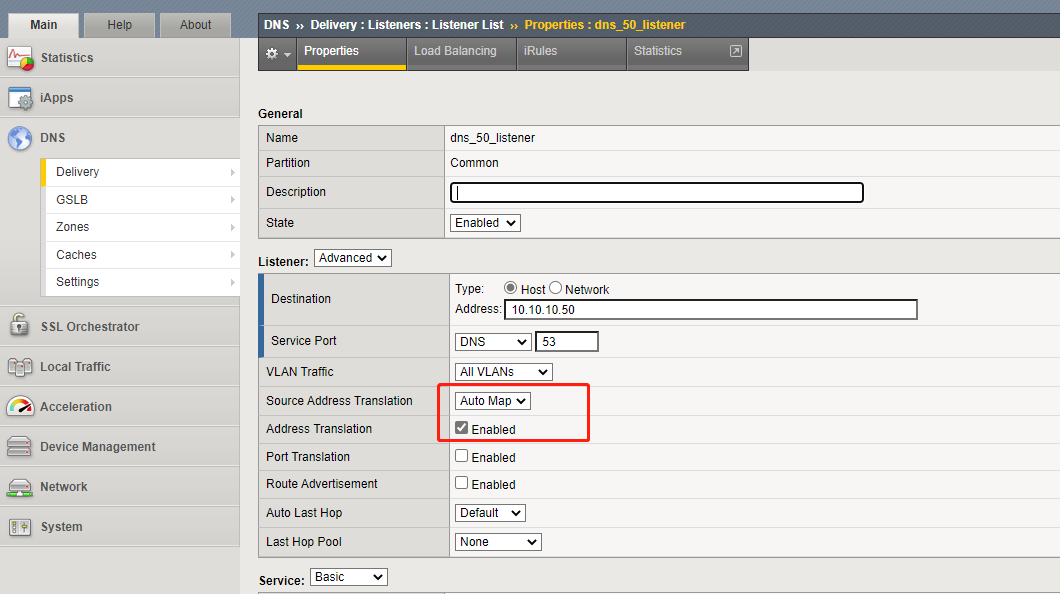 Main Help About
DNS ›› Delivery : Listeners : Listener List ›› Properties : dns_50_listener
Properties Load Balancing iRules Statistics
Statistics
iApps
DNS
Delivery
GSLB
Zones
Caches
Settings
SSL Orchestrator
Local Traffic
Acceleration
Device Management
Network
System
General
Name dns_50_listener
Partition Common
Description
State Enabled
Listener: Advanced
Destination Type: Host Network
Address: 10.10.10.50
Service Port DNS 53
VLAN Traffic All VLANs
Source Address Translation Auto Map
Address Translation Enabled
Port Translation Enabled
Route Advertisement Enabled
Auto Last Hop Default
Last Hop Pool None
Service: Basic